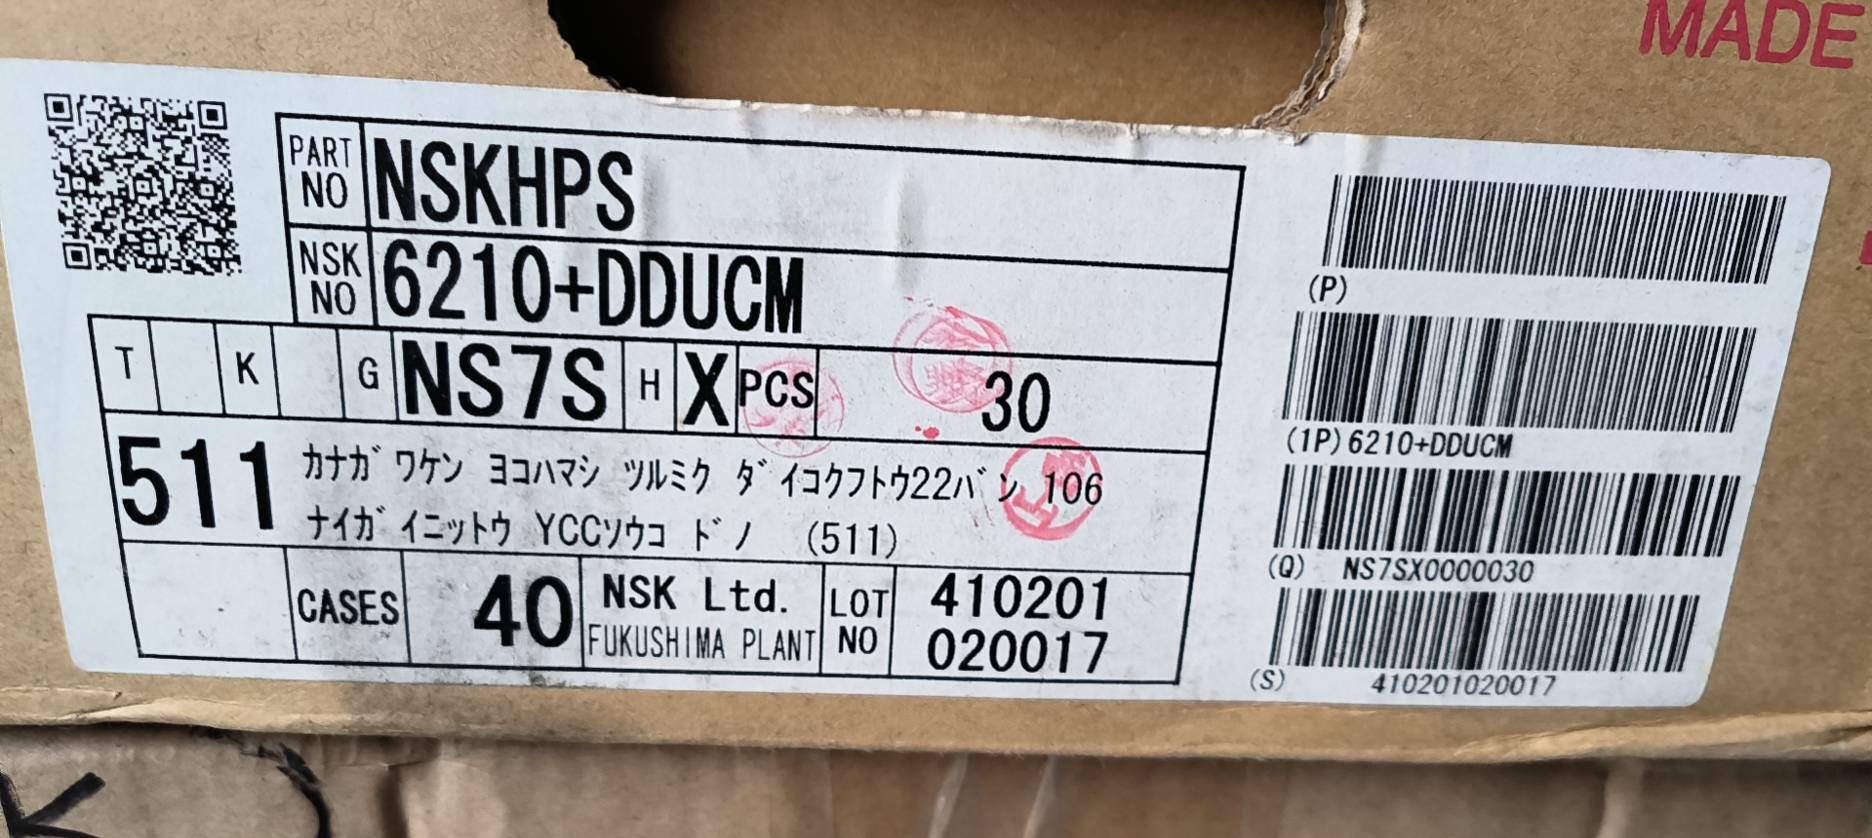 MADE
PART NO NSKHPS
NSK NO 6210+DDUCM
T K G NS7S H X PCS 30
511 カナガワケン ヨコハマシ ツルミク ダイコクフトウ22バン 106
ナイガイニットウ YCCソウコ ドノ (511)
CASES 40 NSK Ltd. FUKUSHIMA PLANT LOT NO 410201 020017
(P)
(1P) 6210+DDUCM
(Q) NS7SX0000030
(S) 410201020017
K